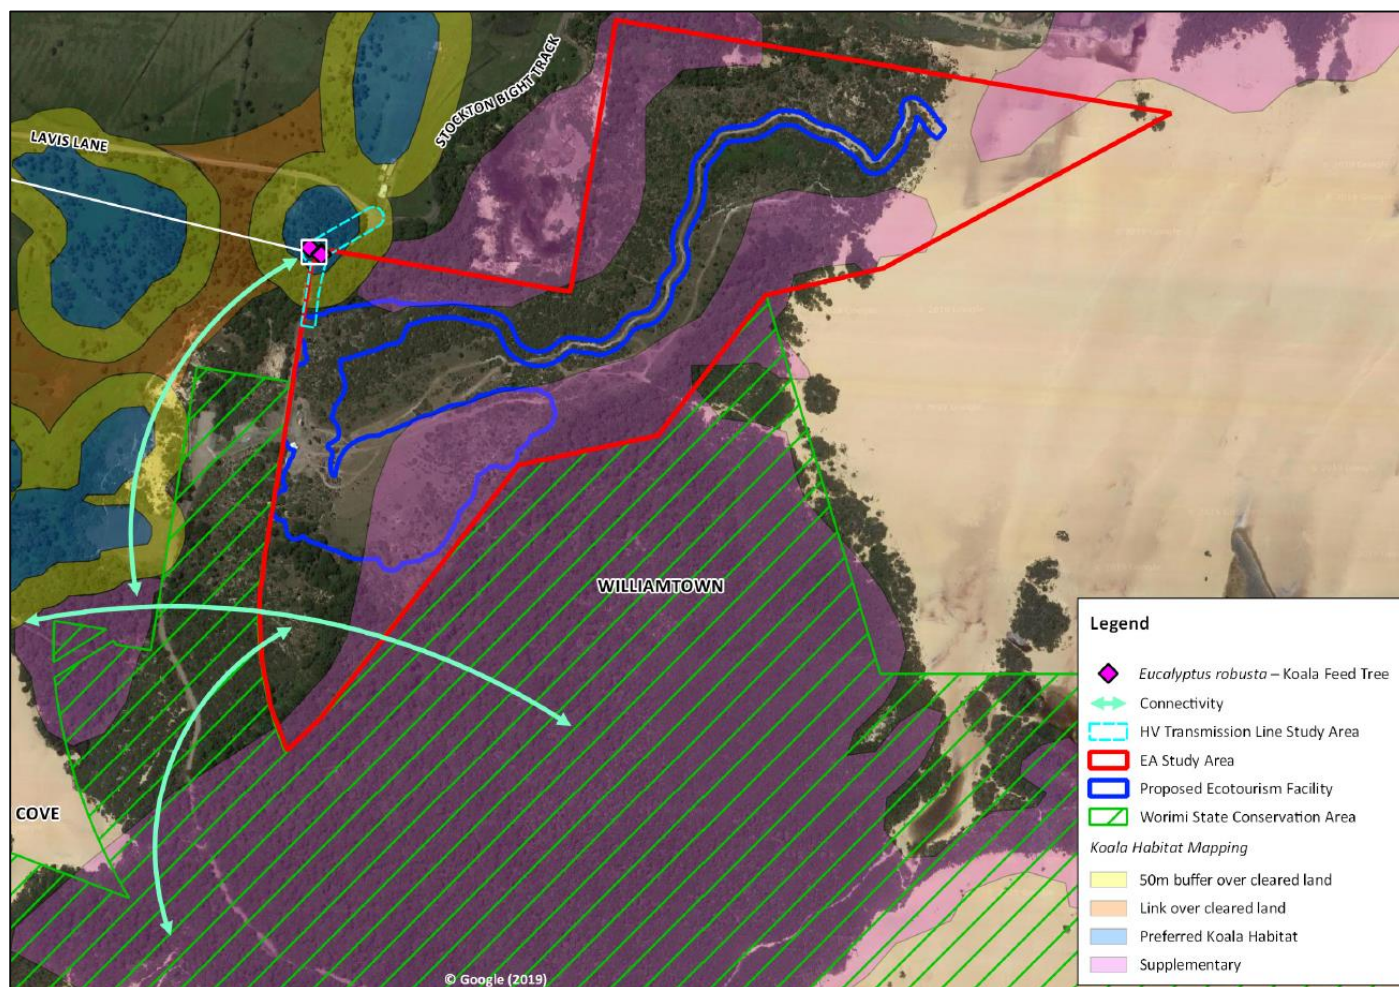 STOCKTON BIGHT TRACK
LAVIS LANE
WILLIAMTOWN
COVE
© Google (2019)
Legend
Eucalyptus robusta – Koala Feed Tree
Connectivity
HV Transmission Line Study Area
EA Study Area
Proposed Ecotourism Facility
Worimi State Conservation Area
Koala Habitat Mapping
50m buffer over cleared land
Link over cleared land
Preferred Koala Habitat
Supplementary